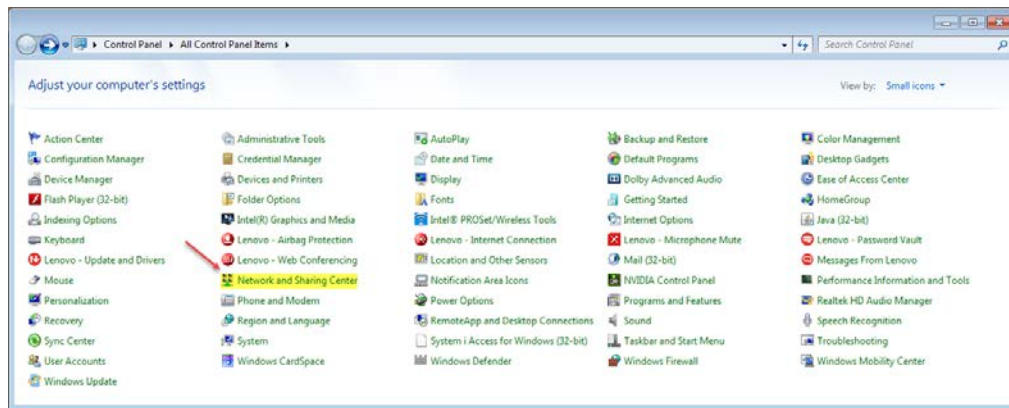 Control Panel ▸ All Control Panel Items ▸ Search Control Panel
Adjust your computer's settings View by: Small icons
Action Center Administrative Tools AutoPlay Backup and Restore Color Management
Configuration Manager Credential Manager Date and Time Default Programs Desktop Gadgets
Device Manager Devices and Printers Display Dolby Advanced Audio Ease of Access Center
Flash Player (32-bit) Folder Options Fonts Getting Started HomeGroup
Indexing Options Intel(R) Graphics and Media Intel® PROSet/Wireless Tools Internet Options Java (32-bit)
Keyboard Lenovo - Airbag Protection Lenovo - Internet Connection Lenovo - Microphone Mute Lenovo - Password Vault
Lenovo - Update and Drivers Lenovo - Web Conferencing Location and Other Sensors Mail (32-bit) Messages From Lenovo
Mouse Network and Sharing Center Notification Area Icons NVIDIA Control Panel Performance Information and Tools
Personalization Phone and Modem Power Options Programs and Features Realtek HD Audio Manager
Recovery Region and Language RemoteApp and Desktop Connections Sound Speech Recognition
Sync Center System System i Access for Windows (32-bit) Taskbar and Start Menu Troubleshooting
User Accounts Windows CardSpace Windows Defender Windows Firewall Windows Mobility Center
Windows Update